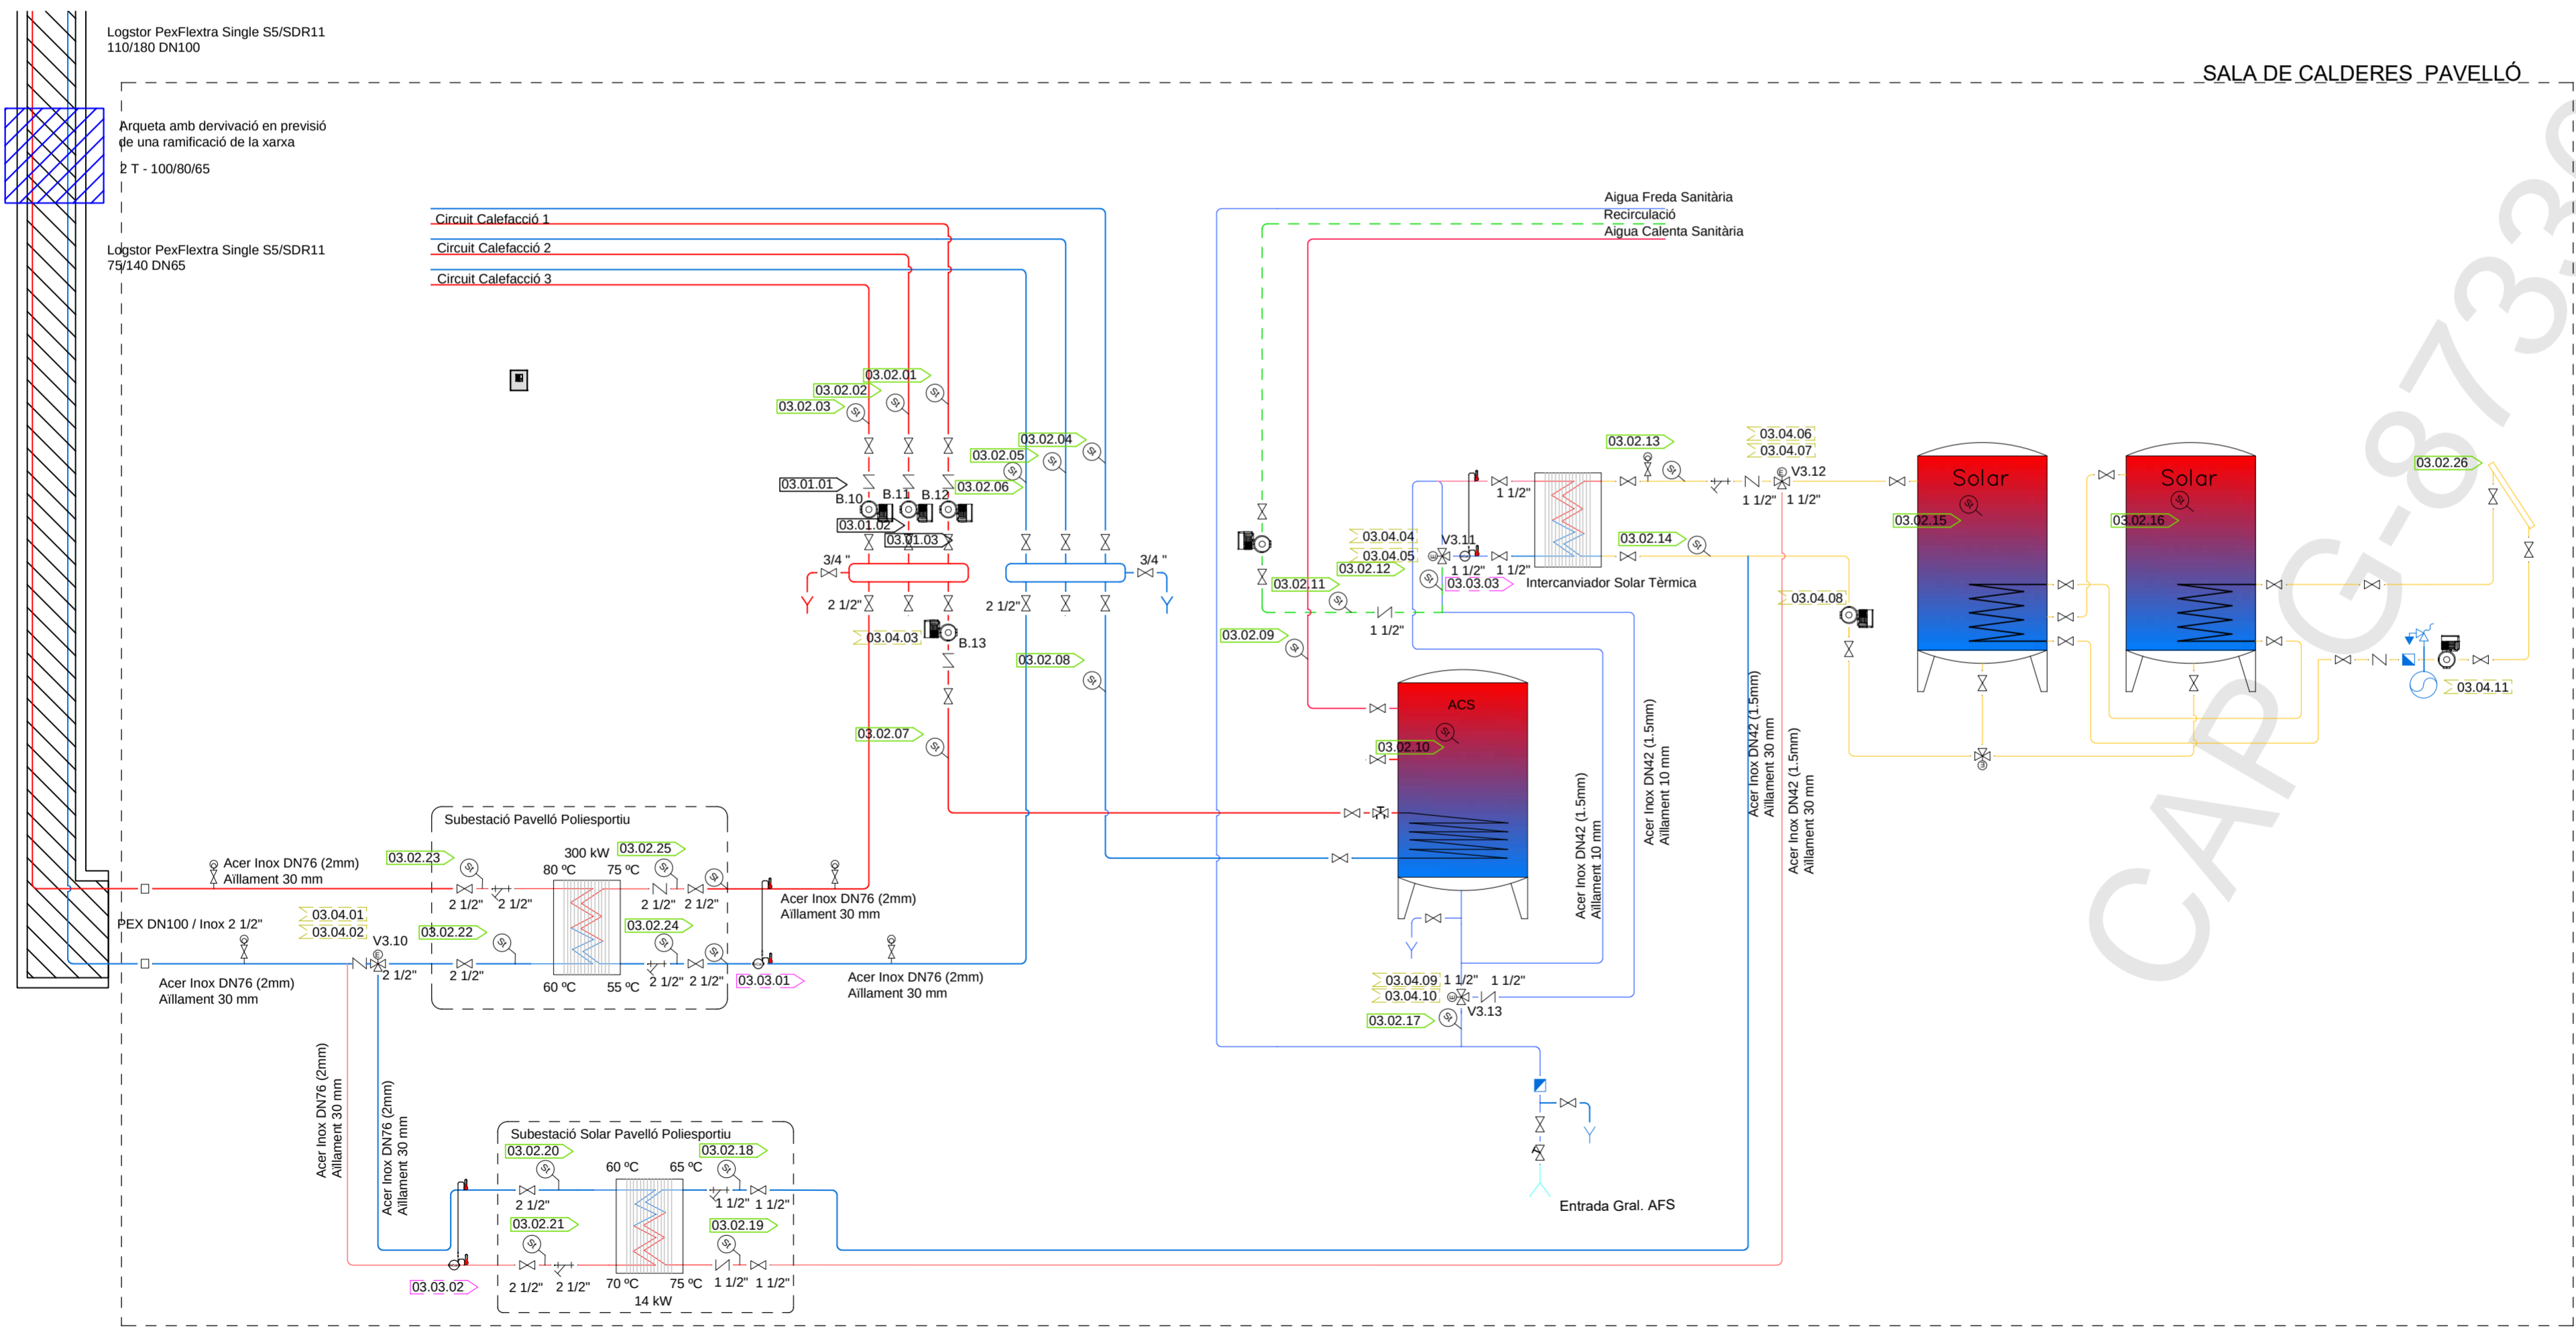 SALA DE CALDERES PAVELLÓ
Logstor PexFlextra Single S5/SDR11
110/180 DN100
Arqueta amb dervivació en previsió
de una ramificació de la xarxa
2 T - 100/80/65
Logstor PexFlextra Single S5/SDR11
75/140 DN65
Circuit Calefacció 1
Circuit Calefacció 2
Circuit Calefacció 3
Aigua Freda Sanitària
Recirculació
Aigua Calenta Sanitària
03.02.01
03.02.02
03.02.03
03.02.04
03.02.05
03.02.06
03.01.01
B.10
B.11
B.12
03.01.02
03.01.03
3/4 "
3/4 "
2 1/2"
2 1/2"
03.04.03
B.13
03.02.08
03.02.07
03.02.11
03.02.09
1 1/2"
03.04.04
03.04.05
03.02.12
V3.11
1 1/2"
1 1/2"
1 1/2"
03.03.03
Intercanviador Solar Tèrmica
03.02.13
03.02.14
03.04.06
03.04.07
V3.12
1 1/2"
1 1/2"
03.04.08
Solar
03.02.15
Solar
03.02.16
03.02.26
03.04.11
ACS
03.02.10
Acer Inox DN42 (1.5mm)
Aïllament 10 mm
Acer Inox DN42 (1.5mm)
Aïllament 10 mm
Acer Inox DN42 (1.5mm)
Aïllament 30 mm
Acer Inox DN42 (1.5mm)
Aïllament 30 mm
03.04.09
03.04.10
1 1/2"
1 1/2"
V3.13
03.02.17
Entrada Gral. AFS
Subestació Pavelló Poliesportiu
300 kW
80 ºC
75 ºC
03.02.23
03.02.25
2 1/2"
2 1/2"
2 1/2"
2 1/2"
03.02.22
03.02.24
2 1/2"
2 1/2"
2 1/2"
60 ºC
55 ºC
03.03.01
Acer Inox DN76 (2mm)
Aïllament 30 mm
PEX DN100 / Inox 2 1/2"
03.04.01
03.04.02
V3.10
2 1/2"
Acer Inox DN76 (2mm)
Aïllament 30 mm
Acer Inox DN76 (2mm)
Aïllament 30 mm
Acer Inox DN76 (2mm)
Aïllament 30 mm
Acer Inox DN76 (2mm)
Aïllament 30 mm
Acer Inox DN76 (2mm)
Aïllament 30 mm
Subestació Solar Pavelló Poliesportiu
03.02.20
03.02.18
60 ºC
65 ºC
2 1/2"
1 1/2"
1 1/2"
03.02.21
03.02.19
2 1/2"
2 1/2"
1 1/2"
1 1/2"
70 ºC
75 ºC
14 kW
03.03.02